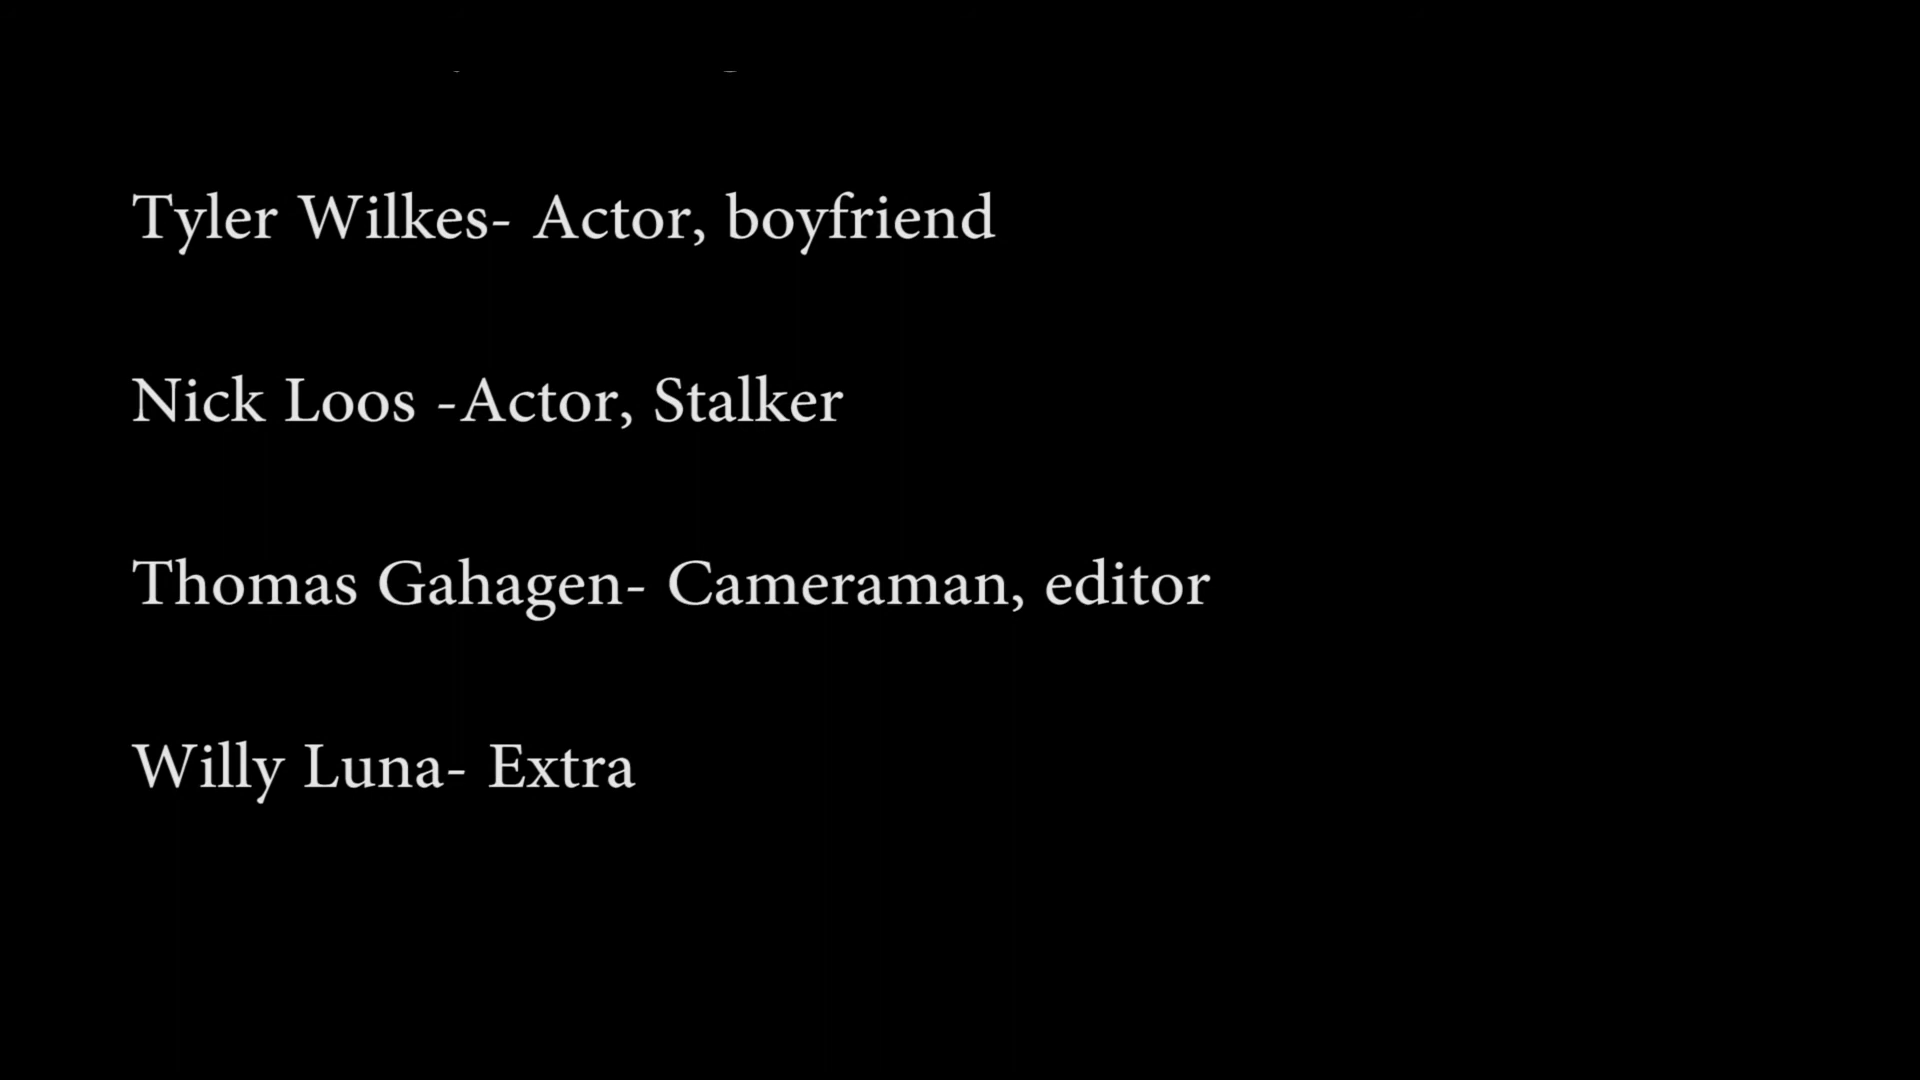 Tyler Wilkes- Actor, boyfriend
Nick Loos -Actor, Stalker
Thomas Gahagen- Cameraman, editor
Willy Luna- Extra